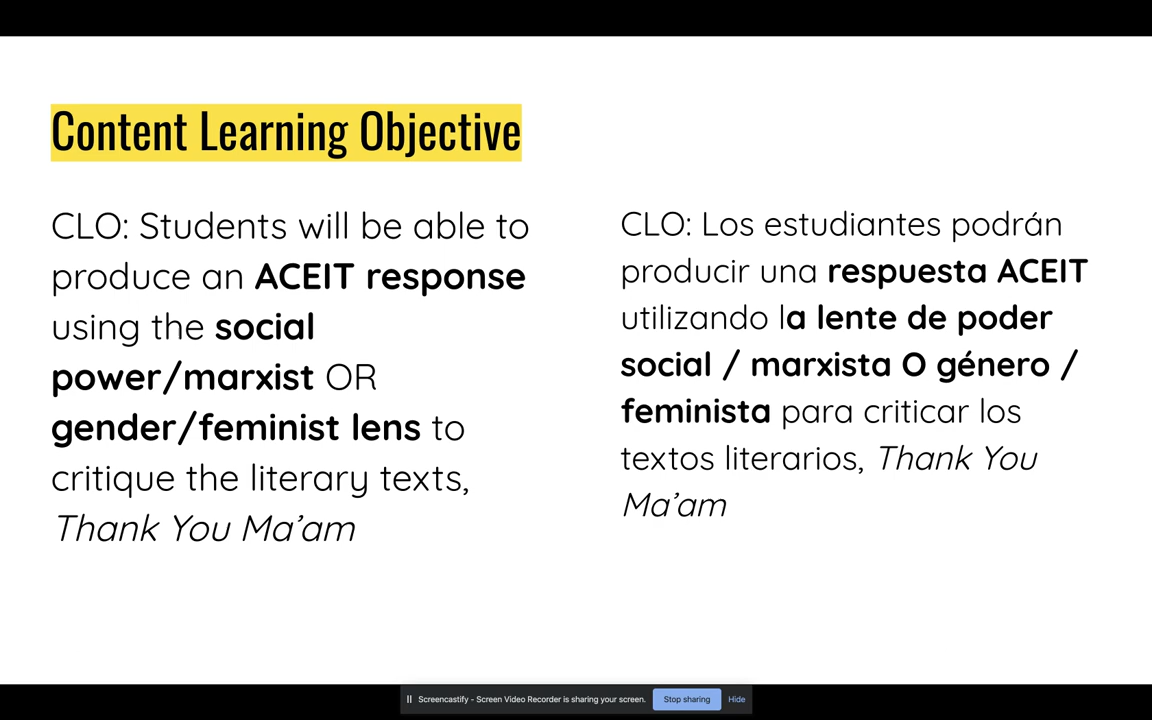 Content Learning Objective
CLO: Students will be able to
produce an ACEIT response
using the social
power/marxist OR
gender/feminist lens to
critique the literary texts,
Thank You Ma’am
CLO: Los estudiantes podrán
producir una respuesta ACEIT
utilizando la lente de poder
social / marxista O género /
feminista para criticar los
textos literarios, Thank You
Ma’am
Screencastify - Screen Video Recorder is sharing your screen. Stop sharing Hide